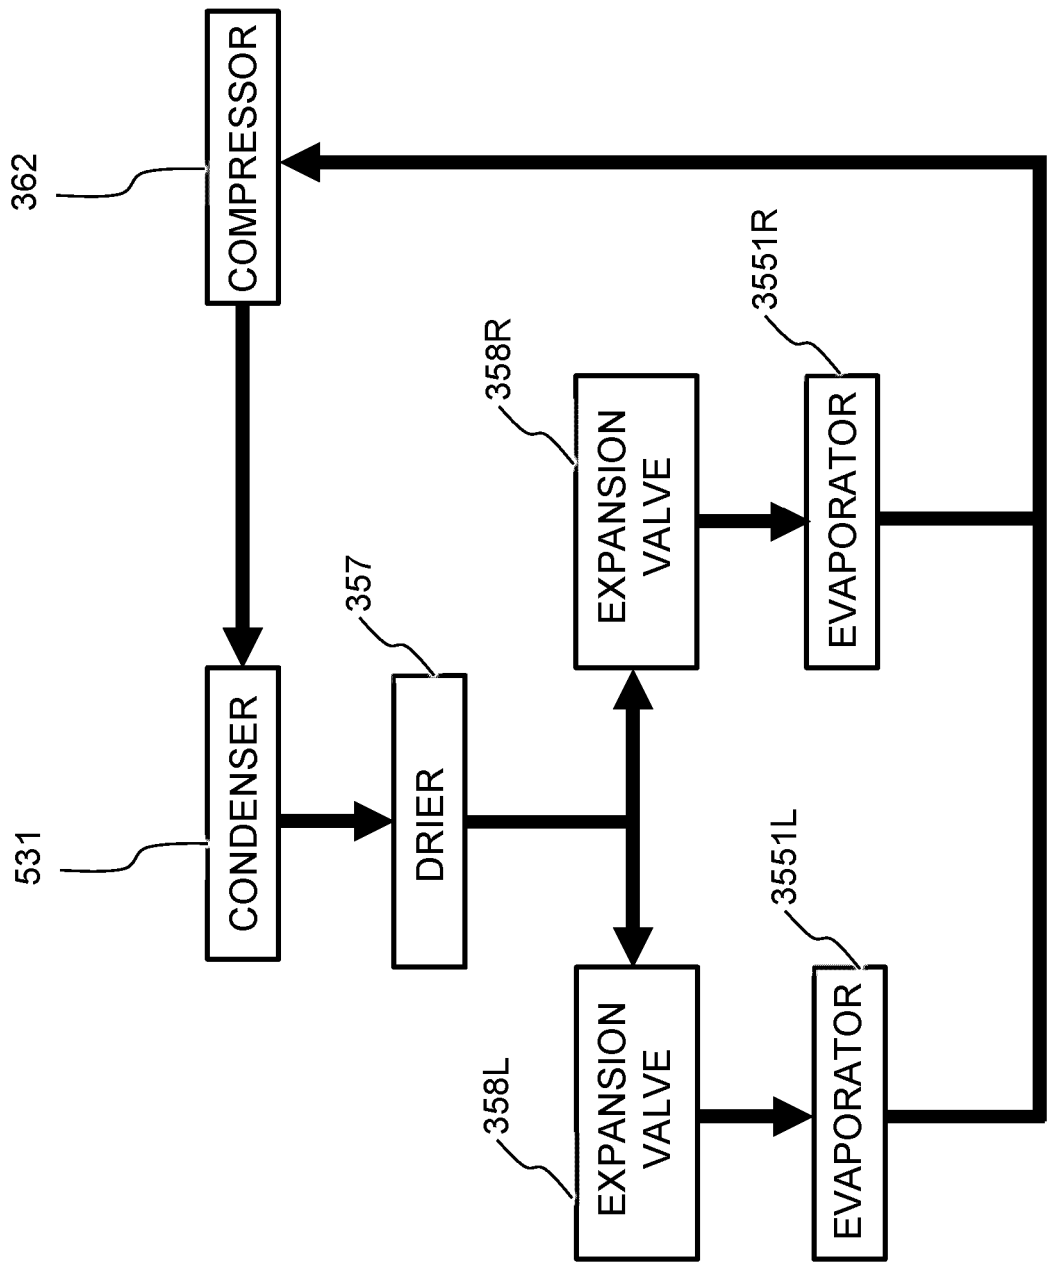 362
COMPRESSOR
531
CONDENSER
357
DRIER
358R
EXPANSION
VALVE
3551R
EVAPORATOR
358L
EXPANSION
VALVE
3551L
EVAPORATOR